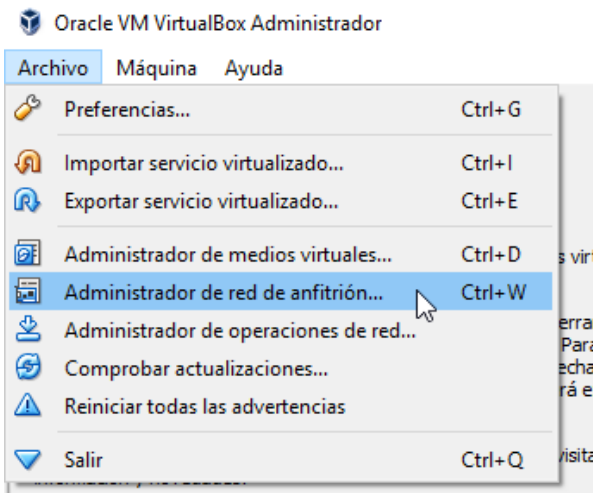 Oracle VM VirtualBox Administrador
Archivo Máquina Ayuda
Preferencias... Ctrl+G
Importar servicio virtualizado... Ctrl+I
Exportar servicio virtualizado... Ctrl+E
Administrador de medios virtuales... Ctrl+D
Administrador de red de anfitrión... Ctrl+W
Administrador de operaciones de red...
Comprobar actualizaciones...
Reiniciar todas las advertencias
Salir Ctrl+Q